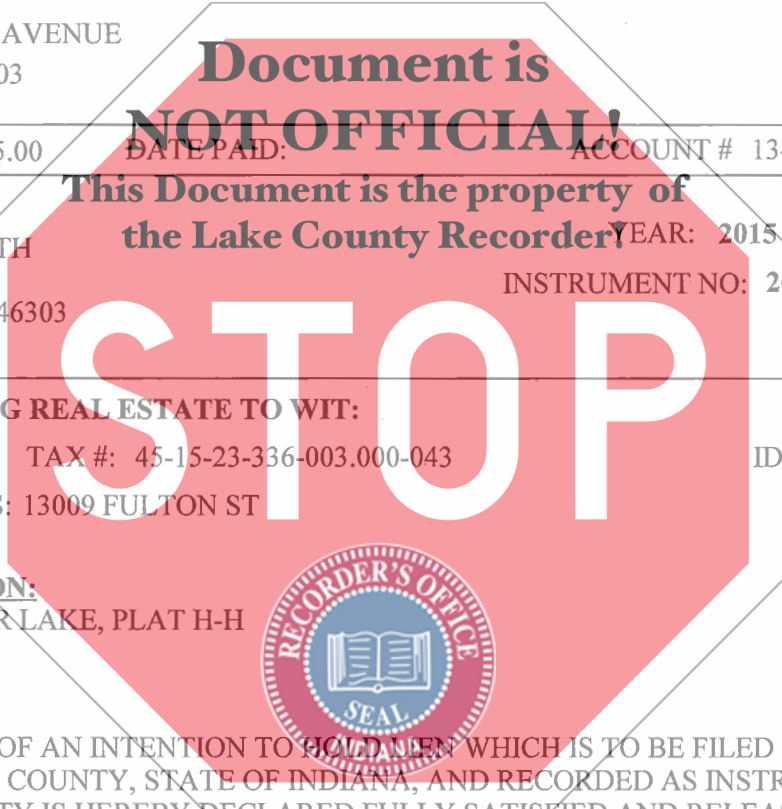 AVENUE
Document is
03
NOT OFFICIAL!
5.00 DATE PAID: ACCOUNT # 13-
This Document is the property of
the Lake County Recorder!
TH YEAR: 2015
INSTRUMENT NO: 2
46303
STOP
G REAL ESTATE TO WIT:
TAX #: 45-15-23-336-003.000-043 ID
S: 13009 FULTON ST
ON:
R LAKE, PLAT H-H
RECORDER'S OFFICE
SEAL
INDIANA
OF AN INTENTION TO HOLD LIEN WHICH IS TO BE FILED
COUNTY, STATE OF INDIANA, AND RECORDED AS INSTR
TY IS HEREBY DECLARED FULLY SATISFIED AND RELEA